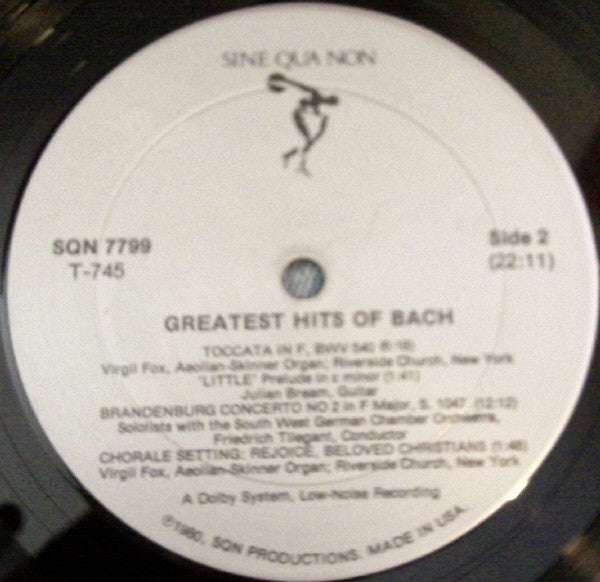 SINE QUA NON
SQN 7799
T-745
Side 2
(22:11)
GREATEST HITS OF BACH
TOCCATA IN F, BWV 540
Virgil Fox, Aeolian-Skinner Organ; Riverside Church, New York
"LITTLE" Prelude in c minor (1:41)
Julian Bream, Guitar
BRANDENBURG CONCERTO NO 2 in F Major, S. 1047 (12:12)
Soloists with the South West German Chamber Orchestra,
Friedrich Tilegant, Conductor
CHORALE SETTING: REJOICE, BELOVED CHRISTIANS (1:48)
Virgil Fox, Aeolian-Skinner Organ; Riverside Church, New York
A Dolby System, Low-Noise Recording
℗1980, SQN PRODUCTIONS. MADE IN USA.